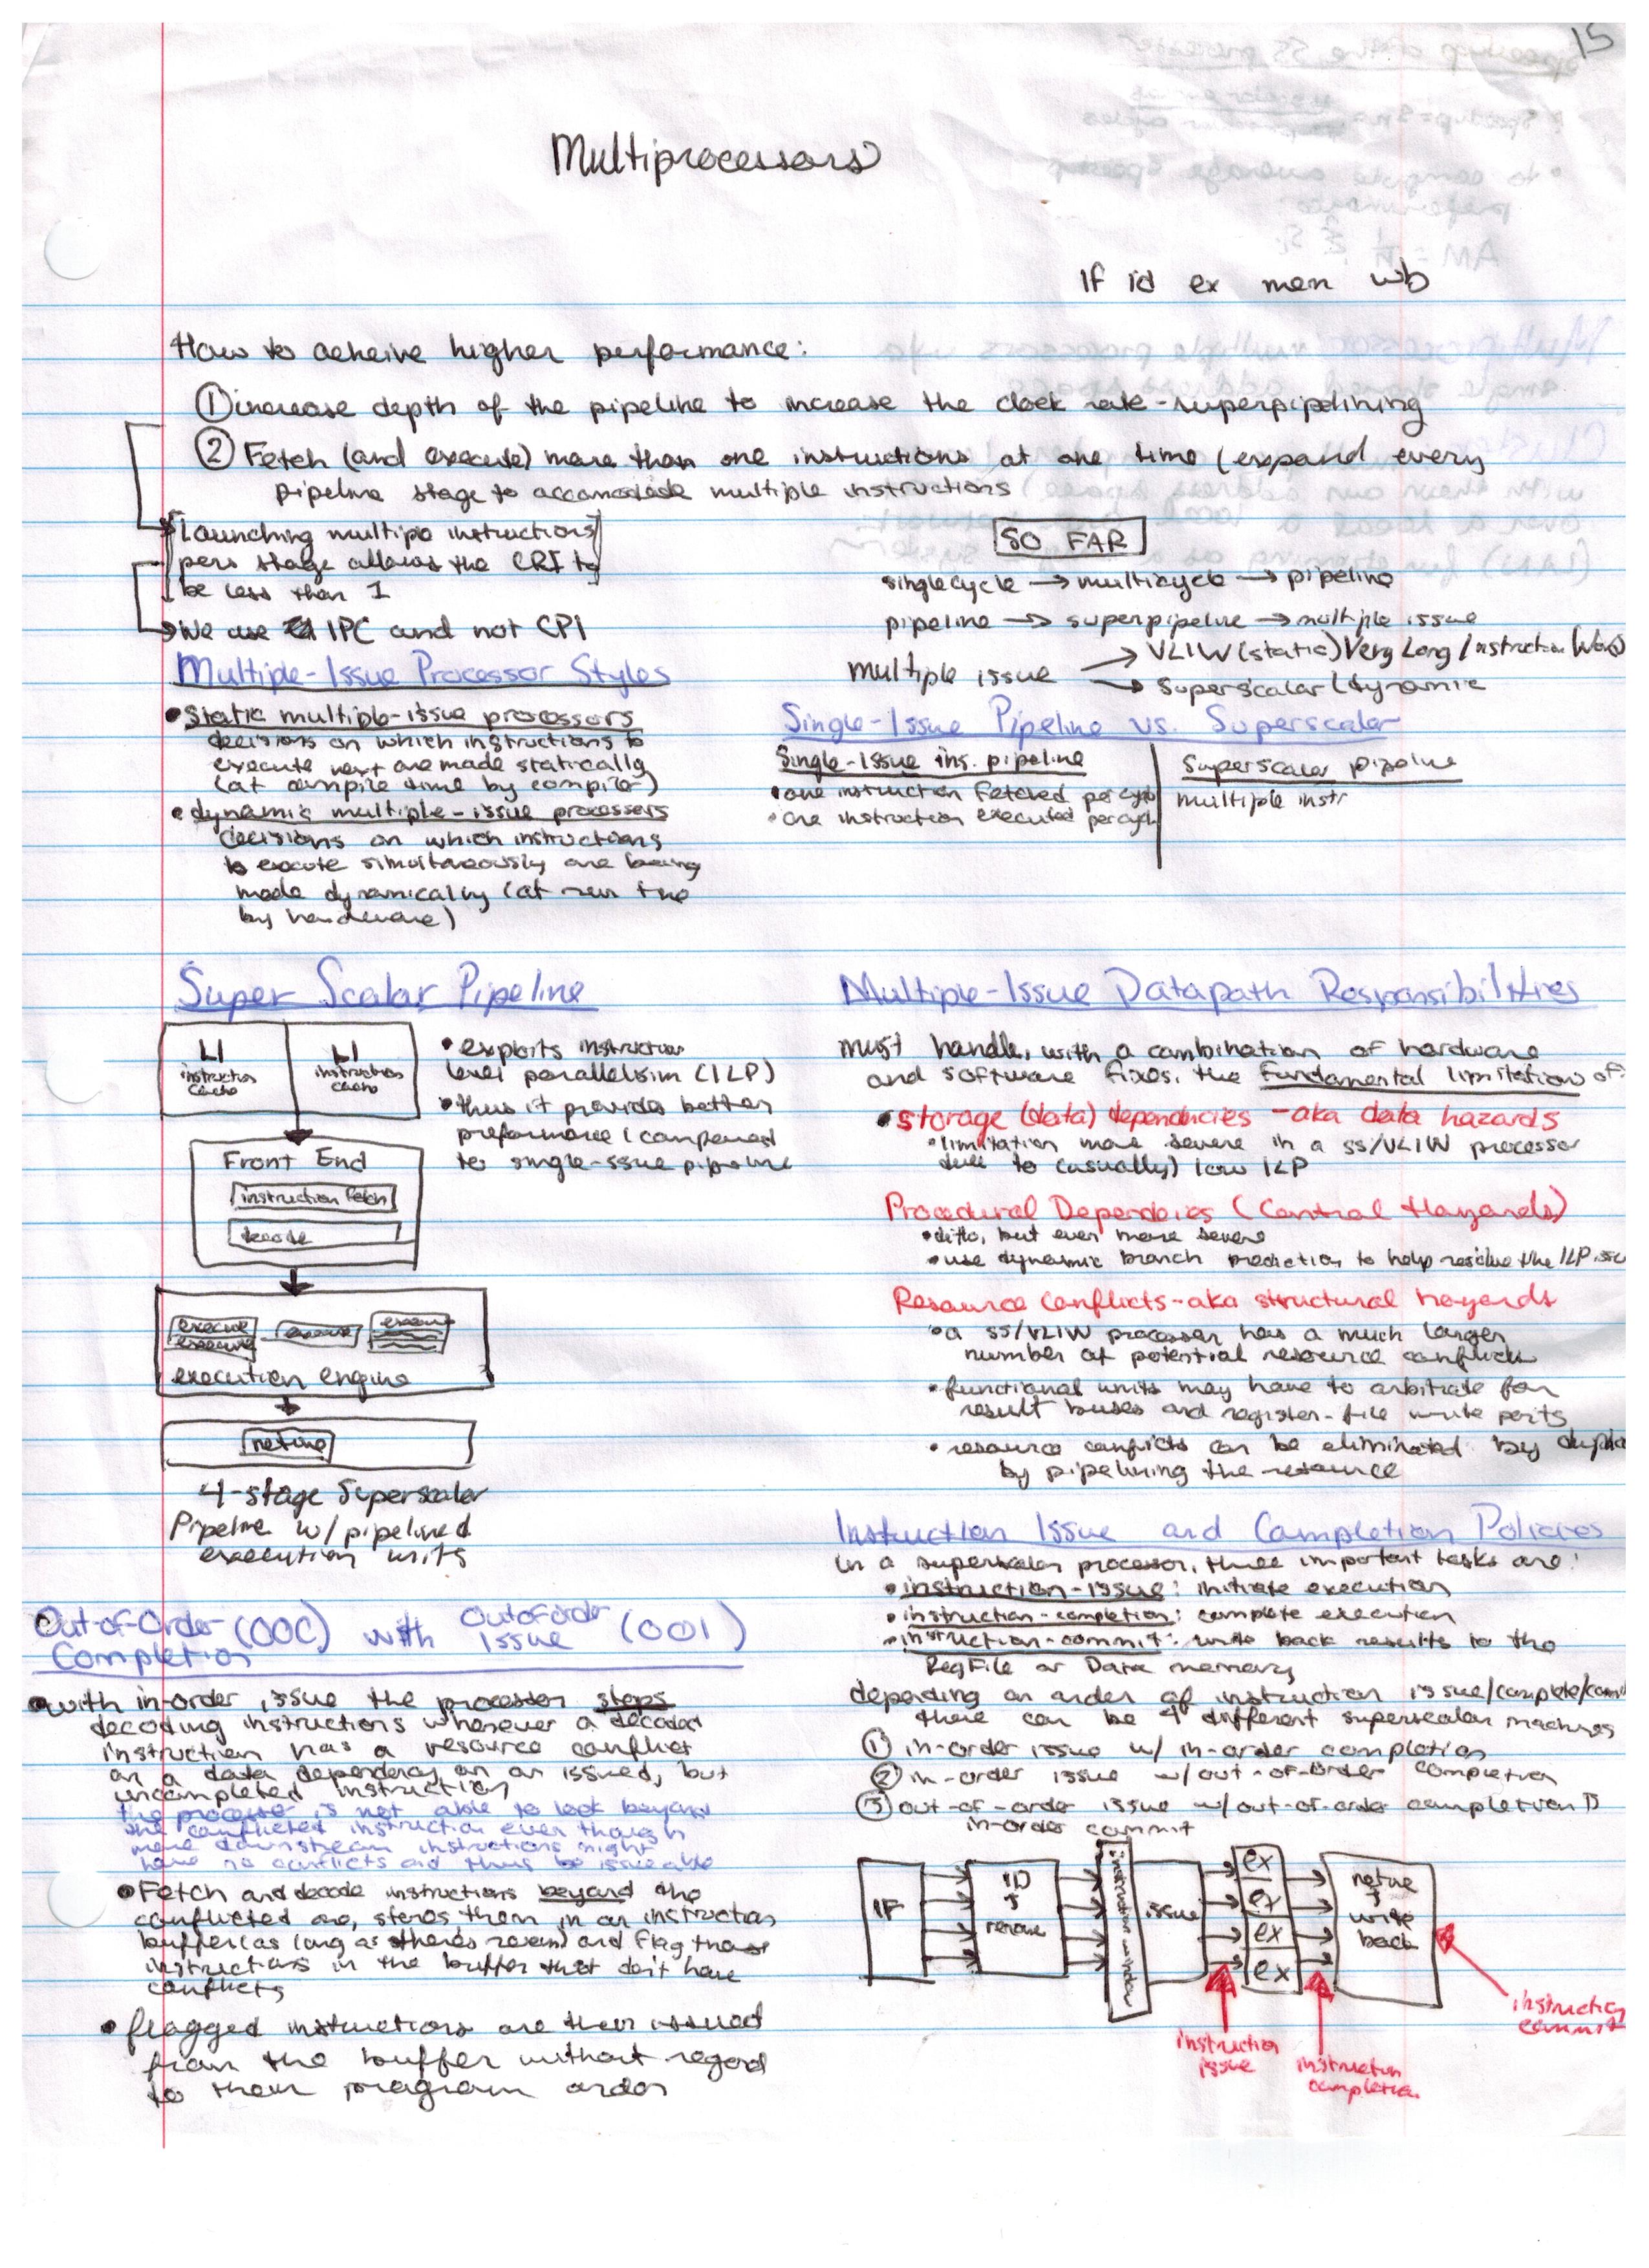 15
Multiprocessors
If id ex mem wb
How to acheive higher performance:
① increase depth of the pipeline to increase the clock rate - superpipelining
② Fetch (and execute) more than one instructions at one time (expand every
pipeline stage to accomodate multiple instructions
Launching multiple instructions
per stage allows the CPI to
be less than 1
We use IPC and not CPI
SO FAR
singlecycle → multicycle → pipeline
pipeline → superpipeline → multiple issue
multiple issue → VLIW (static) Very Long Instruction Word
→ Superscalar (dynamic
Multiple-Issue Processor Styles
• Static multiple-issue processors
decisions on which instructions to
execute next are made statically
(at compile time by compiler)
• dynamic multiple-issue processers
decisions on which instructions
to execute simultaneously are being
made dynamically (at run time
by hardware)
Single-Issue Pipeline vs. Superscaler
Single-Issue ins. pipeline
• one instruction fetched per cycle
• one instruction executed per cycle
Superscaler pipeline
multiple instr
Super Scalar Pipeline
L1 instruction cache
L1 instruction cache
Front End
instruction fetch
decode
execute
execute
execute
execute
execution engine
retire
4-stage Superscaler
Pipeline w/ pipelined
execution units
• exploits instruction
level parallelsim (ILP)
• thus it provides better
preformance (compared
to single-issue pipeline
Multiple-Issue Datapath Responsibilities
must handle, with a combination of hardware
and software fixes, the fundamental limitation of:
• storage (data) dependencies - aka data hazards
• limitation more severe in a SS/VLIW processor
due to (usually) low ILP
Procedural Dependecies (Control Hazards)
• ditto, but even more severe
• use dynamic branch prediction to help resolve the ILP issu
Resource Conflicts - aka structural hazards
• a SS/VLIW processor has a much larger
number of potential resource conflicts
• functional units may have to arbitrate for
result buses and register-file write ports
• resource conflicts can be eliminated by duplic
by pipelining the resource
Instruction Issue and Completion Policies
In a superscalar processor, three important tasks are:
• instruction-issue: initiate execution
• instruction-completion: complete execution
• instruction-commit: write back results to the
RegFile or Data memory
depending on order of instruction issue/complete/comm
there can be 4 different superscalar machines
① in-order issue w/ in-order completion
② in-order issue w/ out-of-order completion
③ out-of-order issue w/ out-of-order completion
in-order commit
Out-of-Order (OOC) with Out of order (OOI)
Completion Issue
• with in-order issue the processor stops
decoding instructions whenever a decoded
instruction has a resource conflict
or a data dependency on an issued, but
uncompleted instruction
the processor is not able to look beyond
the conflicted instruction even though
more downstream instructions might
have no conflicts and thus be issueable
• Fetch and decode instructions beyond the
conflicted one, stores them in an instruction
buffer (as long as theres room) and flag those
instructions in the buffer that don't have
conflicts
• flagged instructions are then issued
from the buffer without regard
to their program order
IF
ID + rename
instruction window
issue
ex
ex
ex
ex
retire + write back
instruction issue
instruction completion
instruction commit